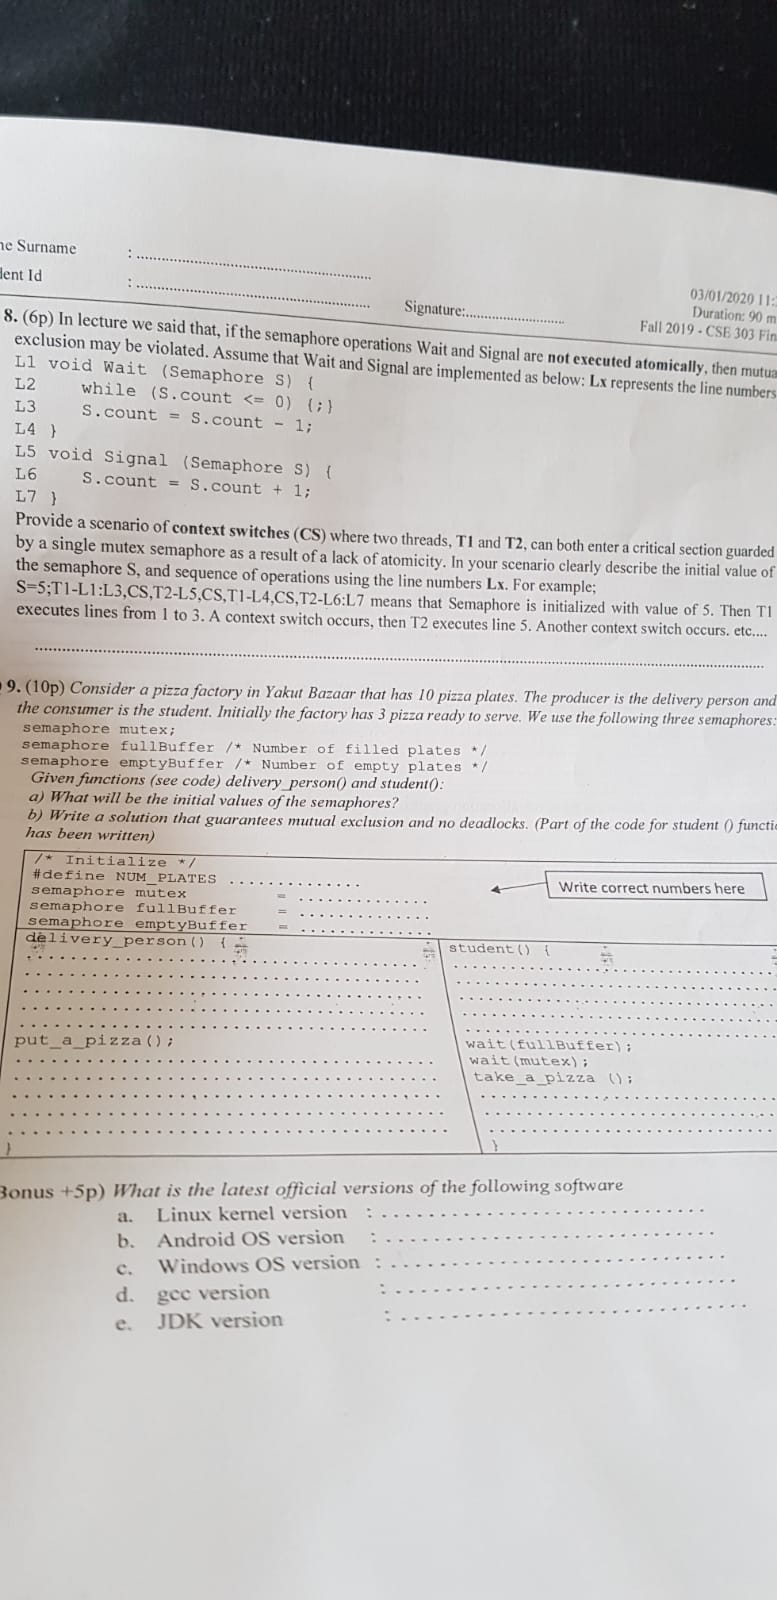 Surname :
Id :
Signature:
03/01/2020 11:
Duration: 90 m
Fall 2019 - CSE 303 Fin
8. (6p) In lecture we said that, if the semaphore operations Wait and Signal are not executed atomically, then mutua
exclusion may be violated. Assume that Wait and Signal are implemented as below: Lx represents the line numbers
L1 void Wait (Semaphore S) {
L2 while (S.count <= 0) {;}
L3 S.count = S.count - 1;
L4 }
L5 void Signal (Semaphore S) {
L6 S.count = S.count + 1;
L7 }
Provide a scenario of context switches (CS) where two threads, T1 and T2, can both enter a critical section guarded
by a single mutex semaphore as a result of a lack of atomicity. In your scenario clearly describe the initial value of
the semaphore S, and sequence of operations using the line numbers Lx. For example;
S=5;T1-L1:L3,CS,T2-L5,CS,T1-L4,CS,T2-L6:L7 means that Semaphore is initialized with value of 5. Then T1
executes lines from 1 to 3. A context switch occurs, then T2 executes line 5. Another context switch occurs. etc....
9. (10p) Consider a pizza factory in Yakut Bazaar that has 10 pizza plates. The producer is the delivery person and
the consumer is the student. Initially the factory has 3 pizza ready to serve. We use the following three semaphores:
semaphore mutex;
semaphore fullBuffer /* Number of filled plates */
semaphore emptyBuffer /* Number of empty plates */
Given functions (see code) delivery_person() and student():
a) What will be the initial values of the semaphores?
b) Write a solution that guarantees mutual exclusion and no deadlocks. (Part of the code for student () functi
has been written)
/* Initialize */
#define NUM_PLATES
semaphore mutex =
semaphore fullBuffer =
semaphore emptyBuffer =
Write correct numbers here
delivery_person() {
put_a_pizza();
}
student() {
wait(fullBuffer);
wait(mutex);
take_a_pizza ();
}
Bonus +5p) What is the latest official versions of the following software
a. Linux kernel version :
b. Android OS version :
c. Windows OS version :
d. gcc version :
e. JDK version :